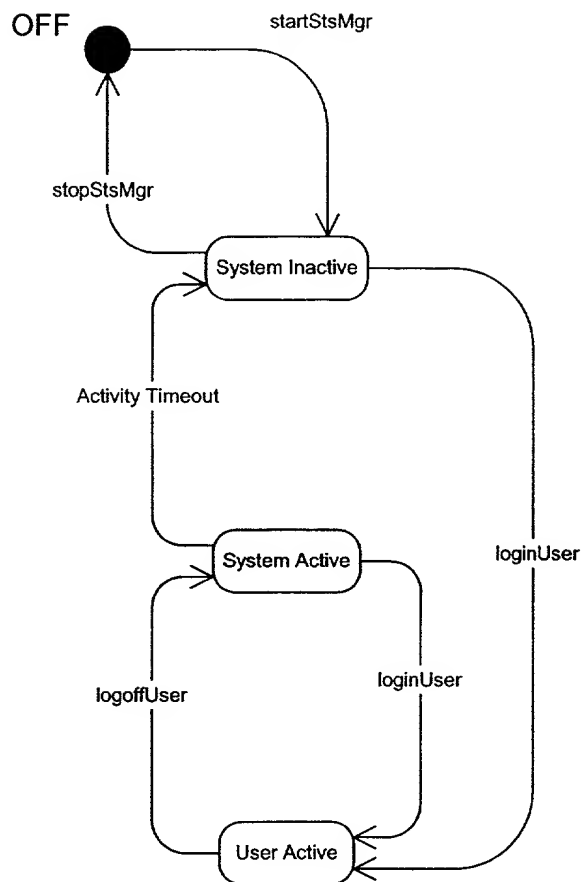 OFF
startStsMgr
stopStsMgr
System Inactive
Activity Timeout
System Active
loginUser
logoffUser
loginUser
User Active